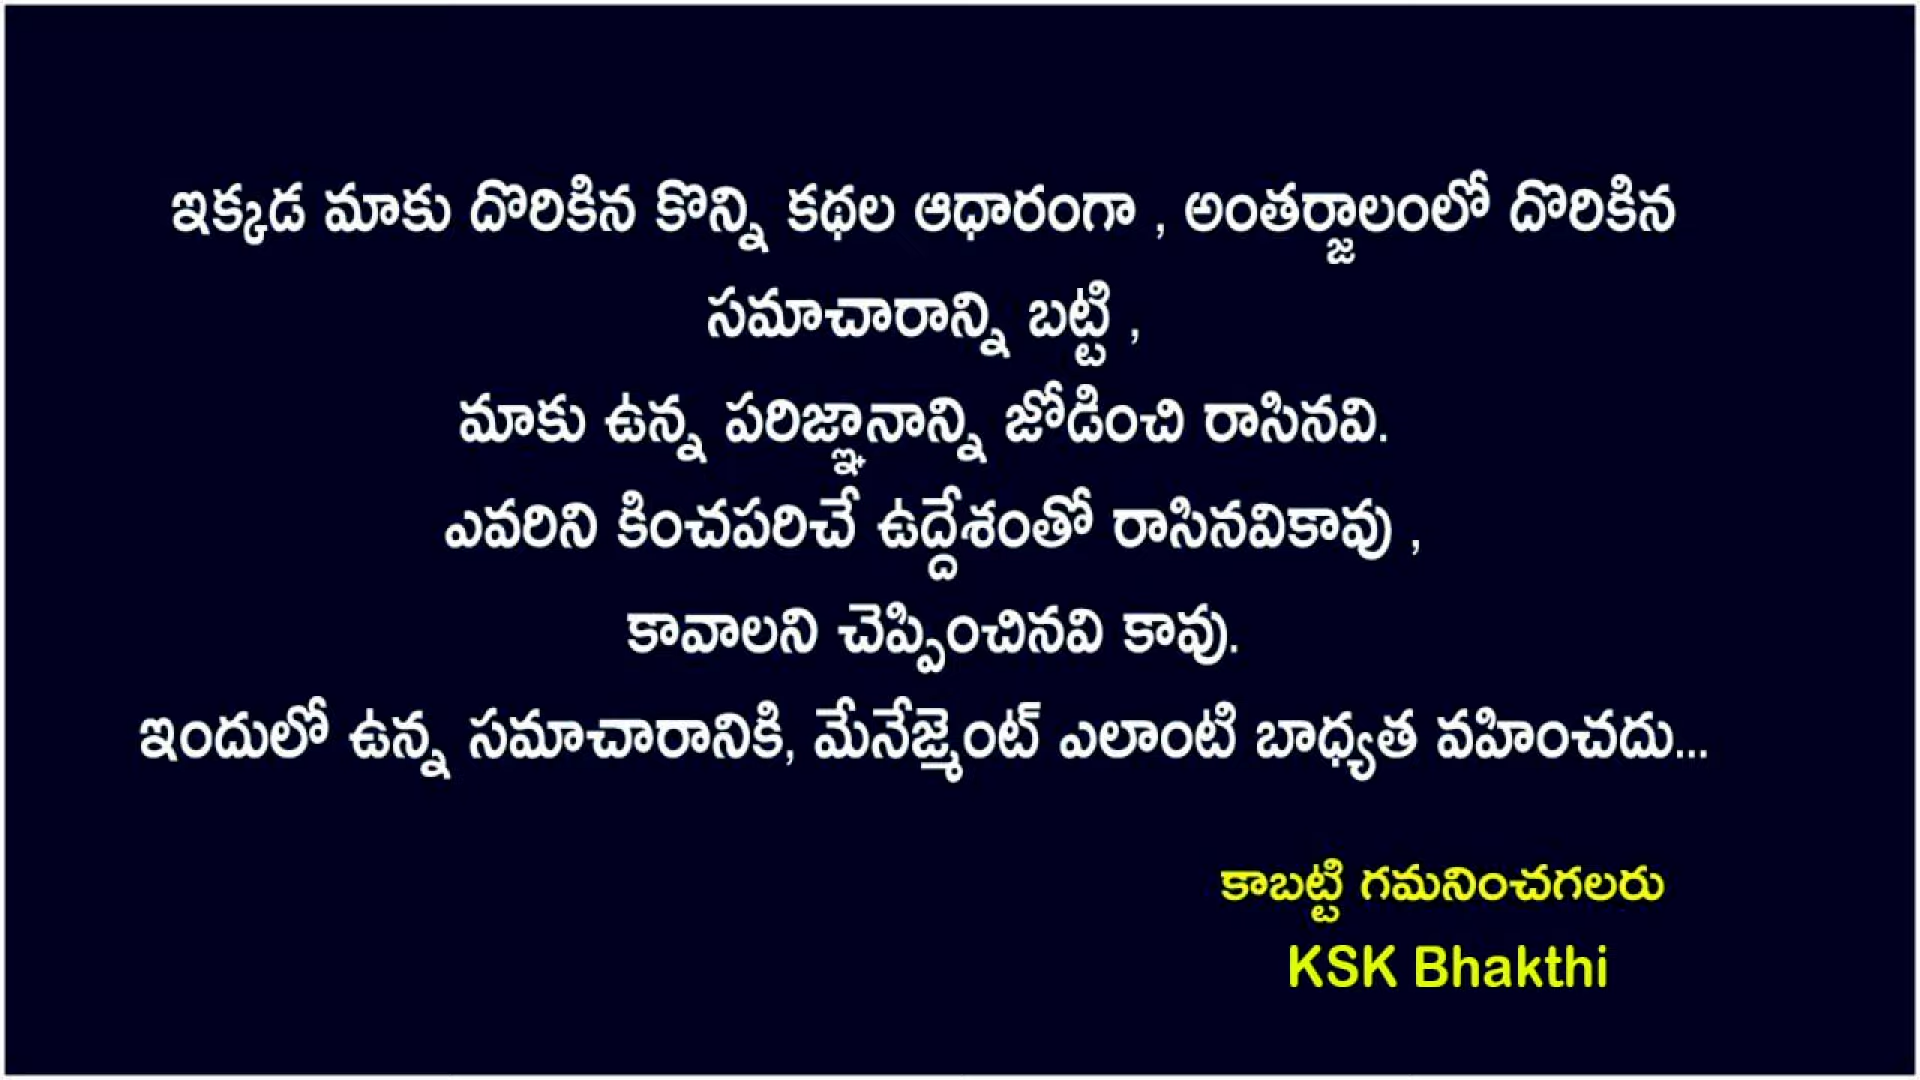 ఇక్కడ మాకు దొరికిన కొన్ని కథల ఆధారంగా , అంతర్జాలంలో దొరికిన
సమాచారాన్ని బట్టి ,
మాకు ఉన్న పరిజ్ఞానాన్ని జోడించి రాసినవి.
ఎవరిని కించపరిచే ఉద్దేశంతో రాసినవికావు ,
కావాలని చెప్పించినవి కావు.
ఇందులో ఉన్న సమాచారానికి, మేనేజ్మెంట్ ఎలాంటి బాధ్యత వహించదు...
కాబట్టి గమనించగలరు
KSK Bhakthi